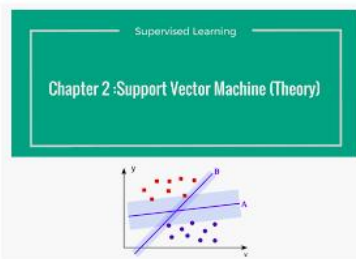 Supervised Learning
Chapter 2 :Support Vector Machine (Theory)
y
B
A
x